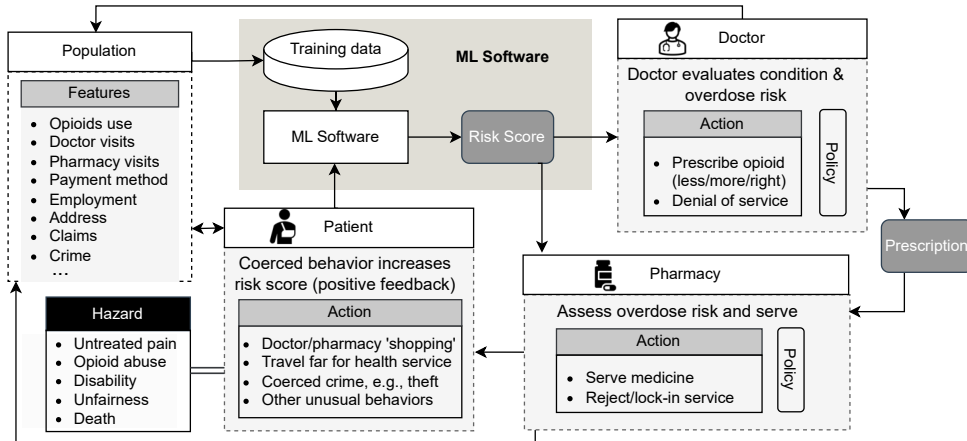 Population
Features
Opioids use
Doctor visits
Pharmacy visits
Payment method
Employment
Address
Claims
Crime
...
Training data
ML Software
ML Software
Risk Score
Doctor
Doctor evaluates condition &
overdose risk
Action
Prescribe opioid
(less/more/right)
Denial of service
Policy
Prescription
Patient
Coerced behavior increases
risk score (positive feedback)
Action
Doctor/pharmacy 'shopping'
Travel far for health service
Coerced crime, e.g., theft
Other unusual behaviors
Pharmacy
Assess overdose risk and serve
Action
Serve medicine
Reject/lock-in service
Policy
Hazard
Untreated pain
Opioid abuse
Disability
Unfairness
Death